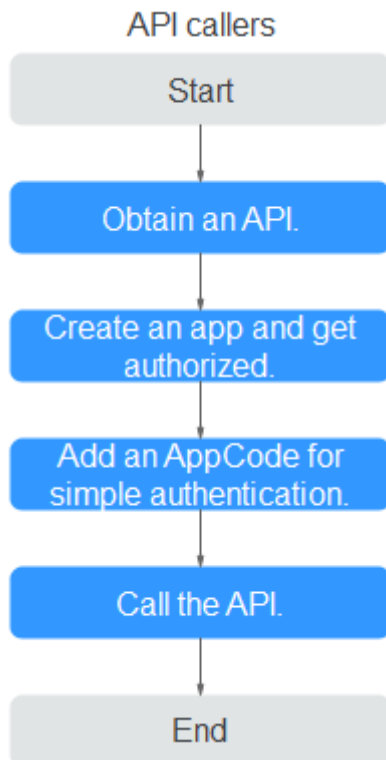 API callers
Start
Obtain an API.
Create an app and get
authorized.
Add an AppCode for
simple authentication.
Call the API.
End